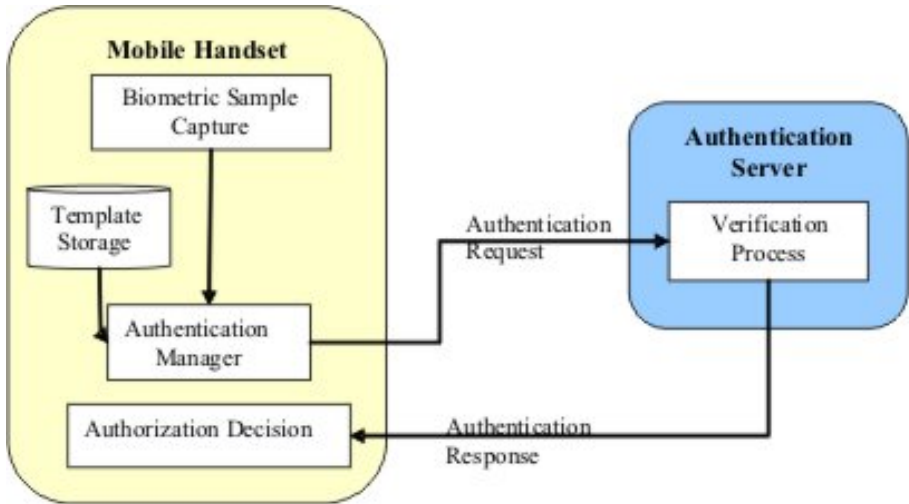 Mobile Handset
Biometric Sample
Capture
Template
Storage
Authentication
Manager
Authorization Decision
Authentication
Request
Authentication
Response
Authentication
Server
Verification
Process